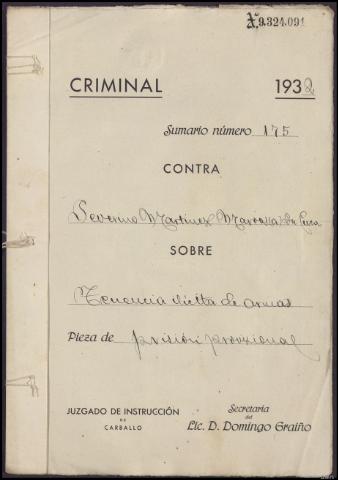 X 9.324.091
CRIMINAL 1932
Sumario número 175
CONTRA
Severino Martinez
SOBRE
Tenencia ilicita de armas
Pieza de prisión provisional
JUZGADO DE INSTRUCCIÓN
DE
CARBALLO
Secretaría
del
Lic. D. Domingo Graiño